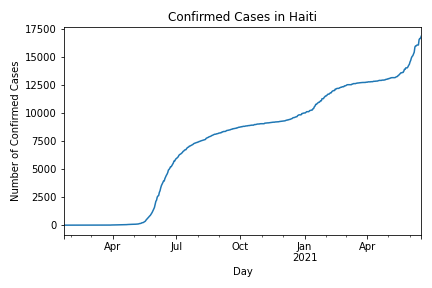 Confirmed Cases in Haiti
Number of Confirmed Cases
17500
15000
12500
10000
7500
5000
2500
0
Apr Jul Oct Jan Apr
2021
Day